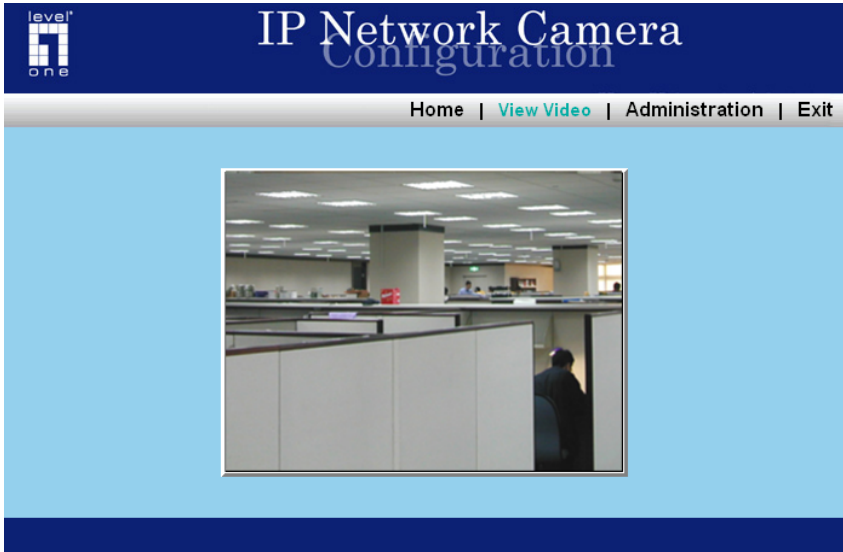 level
one
IP Network Camera
Configuration
Home | View Video | Administration | Exit